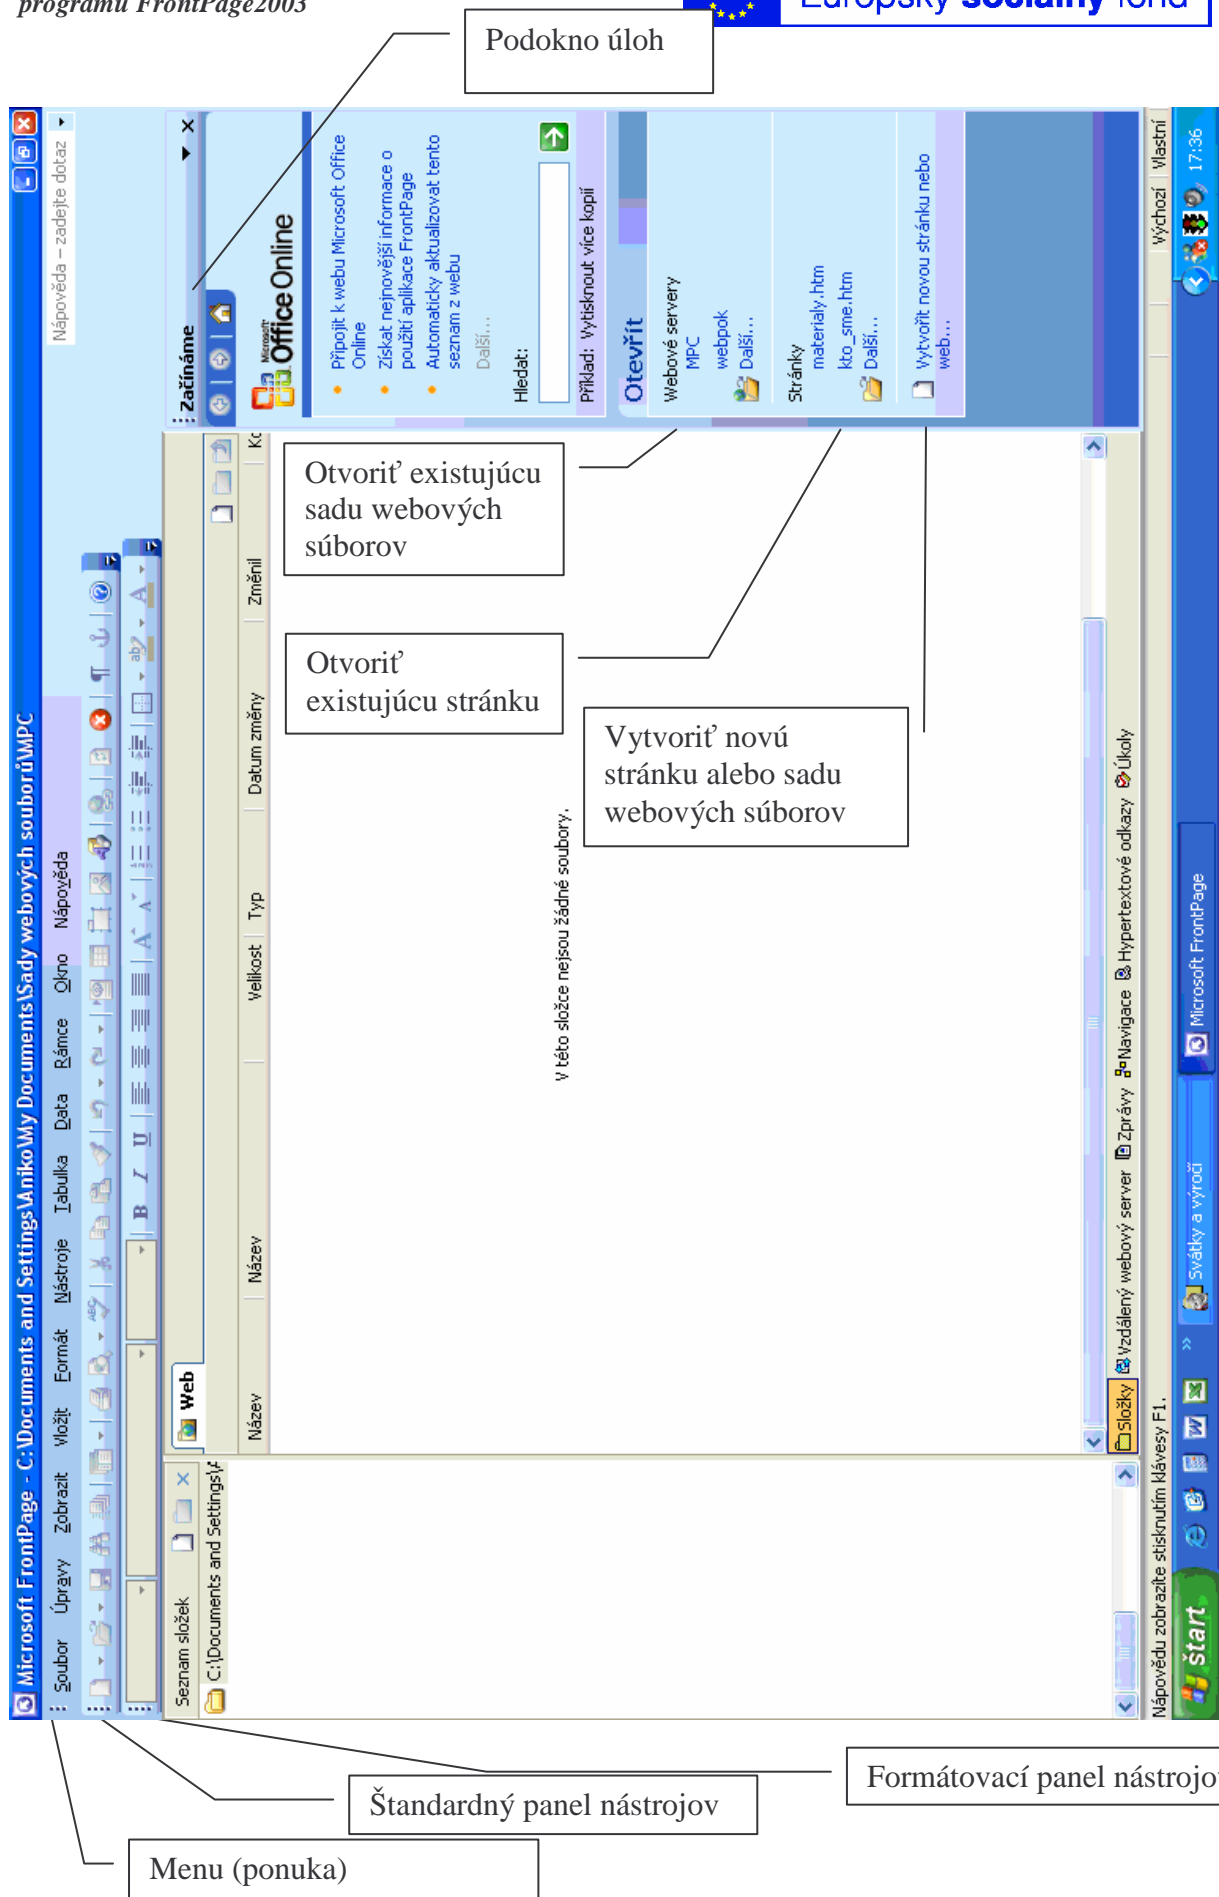 programu FrontPage2003
Európsky sociálny fond
Podokno úloh
Microsoft FrontPage - C:\Documents and Settings\Aniko\My Documents\Sady webových souborů\MPC
Soubor Úpravy Zobrazit Vložit Formát Nástroje Tabulka Data Rámce Okno Nápověda
Nápověda – zadejte dotaz
ABC
B I U
A A ab A
Seznam složek
C:\Documents and Settings\A
Web
Název Název Velikost Typ Datum změny Změnil Kc
V této složce nejsou žádné soubory.
Začínáme
Microsoft
Office Online
Připojit k webu Microsoft Office
Online
Získat nejnovější informace o
použití aplikace FrontPage
Automaticky aktualizovat tento
seznam z webu
Další...
Hledat:
Příklad: Vytisknout více kopií
Otevřít
Webové servery
MPC
webpok
Další...
Stránky
materialy.htm
kto_sme.htm
Další...
Vytvořit novou stránku nebo
web...
Otvoriť existujúcu
sadu webových
súborov
Otvoriť
existujúcu stránku
Vytvoriť novú
stránku alebo sadu
webových súborov
Složky Vzdálený webový server Zprávy Navigace Hypertextové odkazy Úkoly
Nápovědu zobrazíte stisknutím klávesy F1.
Výchozí Vlastní
štart
Svátky a výročí
Microsoft FrontPage
17:36
Formátovací panel nástrojov
Štandardný panel nástrojov
Menu (ponuka)